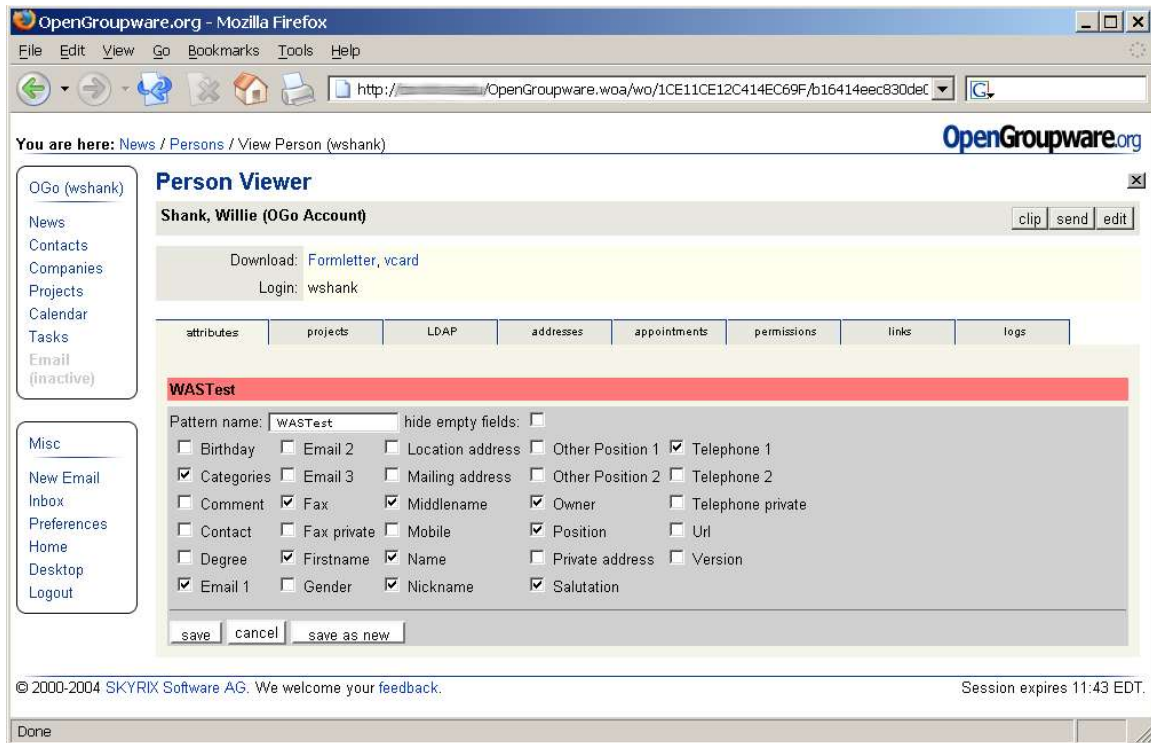 OpenGroupware.org - Mozilla Firefox
File Edit View Go Bookmarks Tools Help
http:// /OpenGroupware.woa/wo/1CE11CE12C414EC69F/b16414eec830de
You are here: News / Persons / View Person (wshank)
OpenGroupware.org
OGo (wshank)
News
Contacts
Companies
Projects
Calendar
Tasks
Email
(inactive)
Misc
New Email
Inbox
Preferences
Home
Desktop
Logout
Person Viewer
Shank, Willie (OGo Account) clip send edit
Download: Formletter, vcard
Login: wshank
attributes projects LDAP addresses appointments permissions links logs
WASTest
Pattern name: WASTest hide empty fields:
Birthday Email 2 Location address Other Position 1 Telephone 1
Categories Email 3 Mailing address Other Position 2 Telephone 2
Comment Fax Middlename Owner Telephone private
Contact Fax private Mobile Position Url
Degree Firstname Name Private address Version
Email 1 Gender Nickname Salutation
save cancel save as new
© 2000-2004 SKYRIX Software AG. We welcome your feedback. Session expires 11:43 EDT.
Done